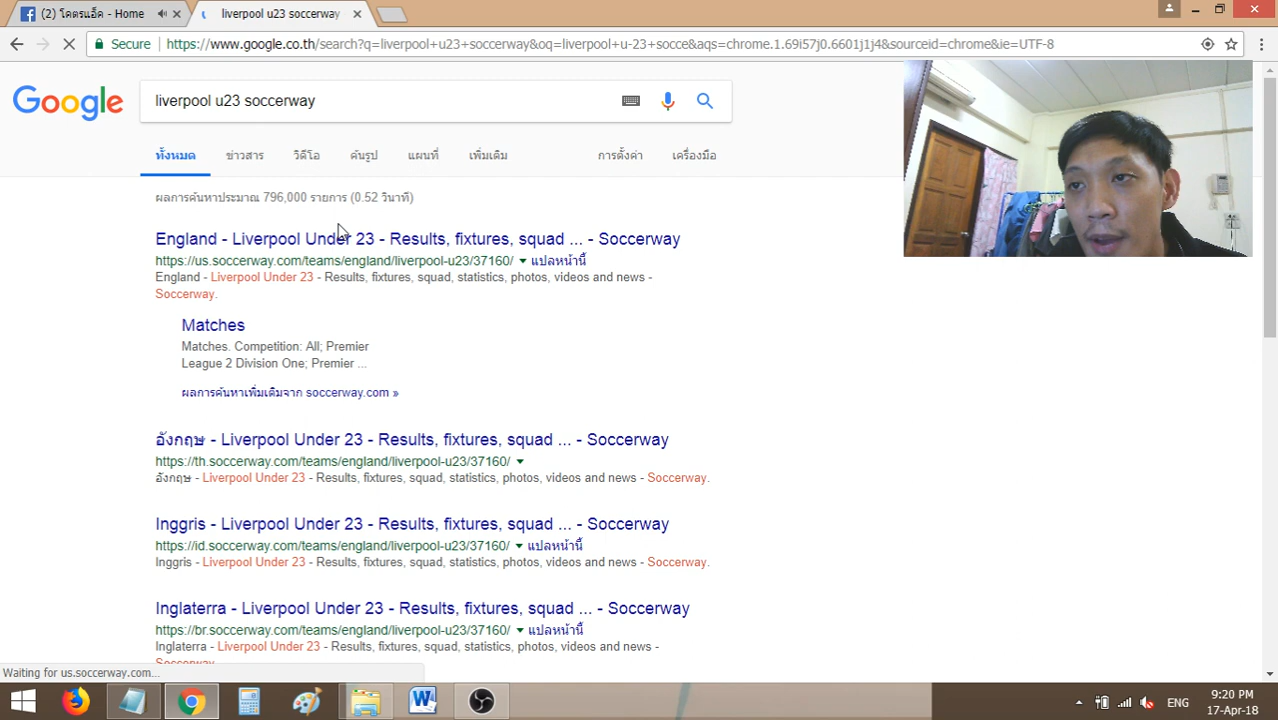 (2) โคตรแอ็ด - Home
liverpool u23 soccerway
Secure
https://www.google.co.th/search?q=liverpool+u23+soccerway&oq=liverpool+u-23+socce&aqs=chrome.1.69i57j0.6601j1j4&sourceid=chrome&ie=UTF-8
Google
liverpool u23 soccerway
ทั้งหมด ข่าวสาร วิดีโอ ค้นรูป แผนที่ เพิ่มเติม การตั้งค่า เครื่องมือ
ผลการค้นหาประมาณ 796,000 รายการ (0.52 วินาที)
England - Liverpool Under 23 - Results, fixtures, squad ... - Soccerway
https://us.soccerway.com/teams/england/liverpool-u23/37160/ ▼ แปลหน้านี้
England - Liverpool Under 23 - Results, fixtures, squad, statistics, photos, videos and news -
Soccerway.
Matches
Matches. Competition: All; Premier
League 2 Division One; Premier ...
ผลการค้นหาเพิ่มเติมจาก soccerway.com »
อังกฤษ - Liverpool Under 23 - Results, fixtures, squad ... - Soccerway
https://th.soccerway.com/teams/england/liverpool-u23/37160/ ▼
อังกฤษ - Liverpool Under 23 - Results, fixtures, squad, statistics, photos, videos and news - Soccerway.
Inggris - Liverpool Under 23 - Results, fixtures, squad ... - Soccerway
https://id.soccerway.com/teams/england/liverpool-u23/37160/ ▼ แปลหน้านี้
Inggris - Liverpool Under 23 - Results, fixtures, squad, statistics, photos, videos and news - Soccerway.
Inglaterra - Liverpool Under 23 - Results, fixtures, squad ... - Soccerway
https://br.soccerway.com/teams/england/liverpool-u23/37160/ ▼ แปลหน้านี้
Inglaterra - Liverpool Under 23 - Results, fixtures, squad, statistics, photos, videos and news -
Soccerway.
Waiting for us.soccerway.com...
ENG
9:20 PM
17-Apr-18